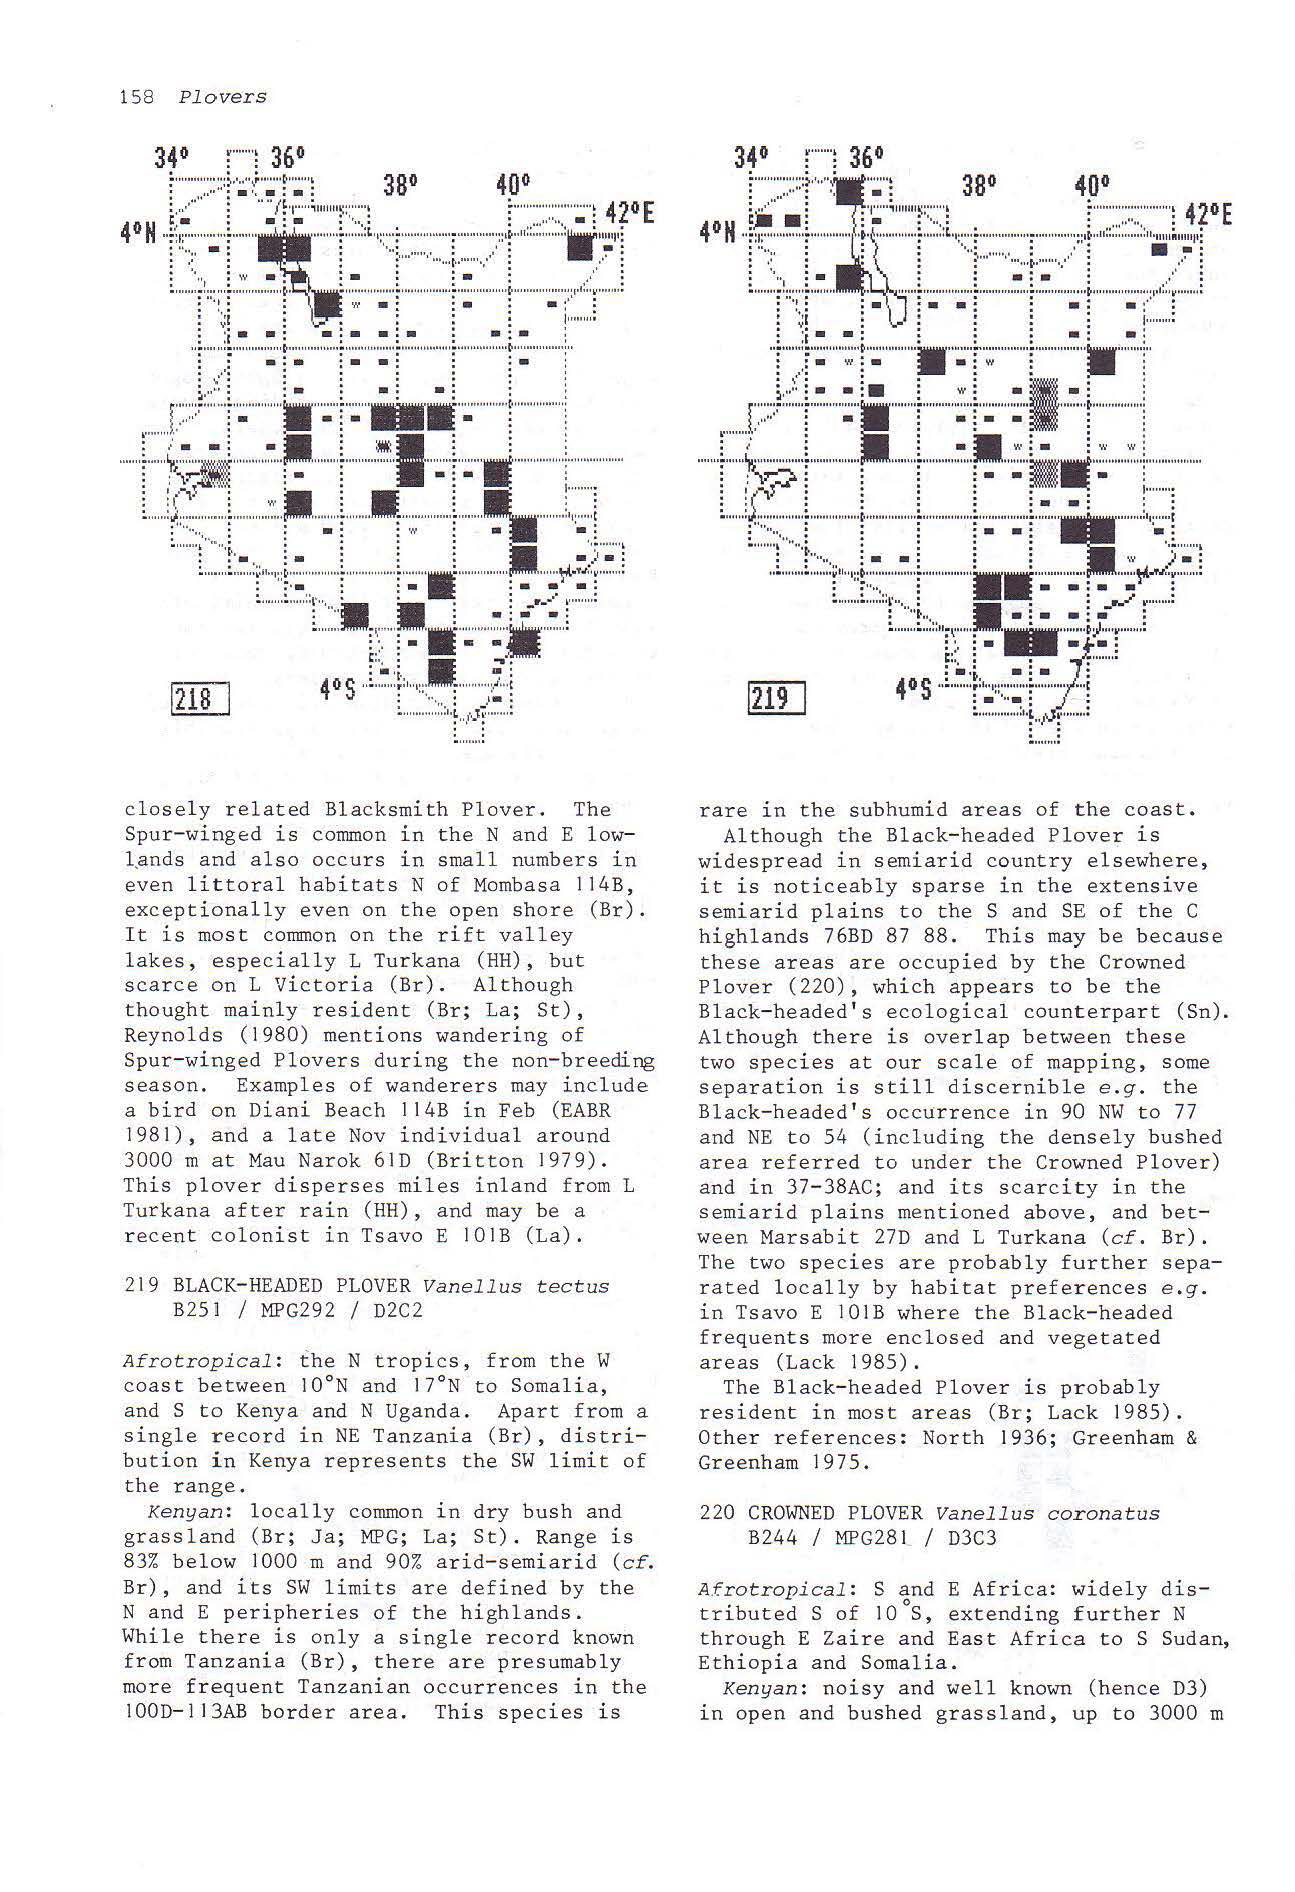 158 Plovers
34° 36°
38° 40°
4°N 42°E
4°S
218
34° 36°
38° 40°
4°N 42°E
4°S
219
closely related Blacksmith Plover. The
Spur-winged is common in the N and E low-
lands and also occurs in small numbers in
even littoral habitats N of Mombasa 114B,
exceptionally even on the open shore (Br).
It is most common on the rift valley
lakes, especially L Turkana (HH), but
scarce on L Victoria (Br). Although
thought mainly resident (Br; La; St),
Reynolds (1980) mentions wandering of
Spur-winged Plovers during the non-breeding
season. Examples of wanderers may include
a bird on Diani Beach 114B in Feb (EABR
1981), and a late Nov individual around
3000 m at Mau Narok 61D (Britton 1979).
This plover disperses miles inland from L
Turkana after rain (HH), and may be a
recent colonist in Tsavo E 101B (La).
219 BLACK-HEADED PLOVER Vanellus tectus
B251 / MPG292 / D2C2
Afrotropical: the N tropics, from the W
coast between 10°N and 17°N to Somalia,
and S to Kenya and N Uganda. Apart from a
single record in NE Tanzania (Br), distri-
bution in Kenya represents the SW limit of
the range.
Kenyan: locally common in dry bush and
grassland (Br; Ja; MPG; La; St). Range is
83% below 1000 m and 90% arid-semiarid (cf.
Br), and its SW limits are defined by the
N and E peripheries of the highlands.
While there is only a single record known
from Tanzania (Br), there are presumably
more frequent Tanzanian occurrences in the
100D-113AB border area. This species is
rare in the subhumid areas of the coast.
Although the Black-headed Plover is
widespread in semiarid country elsewhere,
it is noticeably sparse in the extensive
semiarid plains to the S and SE of the C
highlands 76BD 87 88. This may be because
these areas are occupied by the Crowned
Plover (220), which appears to be the
Black-headed's ecological counterpart (Sn).
Although there is overlap between these
two species at our scale of mapping, some
separation is still discernible e.g. the
Black-headed's occurrence in 90 NW to 77
and NE to 54 (including the densely bushed
area referred to under the Crowned Plover)
and in 37-38AC; and its scarcity in the
semiarid plains mentioned above, and bet-
ween Marsabit 27D and L Turkana (cf. Br).
The two species are probably further sepa-
rated locally by habitat preferences e.g.
in Tsavo E 101B where the Black-headed
frequents more enclosed and vegetated
areas (Lack 1985).
The Black-headed Plover is probably
resident in most areas (Br; Lack 1985).
Other references: North 1936; Greenham &
Greenham 1975.
220 CROWNED PLOVER Vanellus coronatus
B244 / MPG281 / D3C3
Afrotropical: S and E Africa: widely dis-
tributed S of 10°S, extending further N
through E Zaire and East Africa to S Sudan,
Ethiopia and Somalia.
Kenyan: noisy and well known (hence D3)
in open and bushed grassland, up to 3000 m